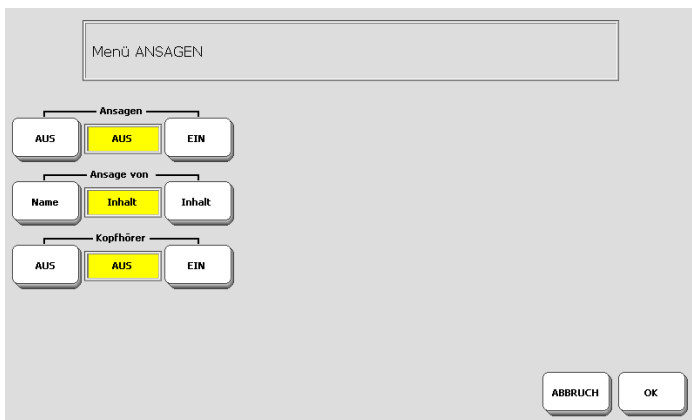 Menü ANSAGEN
Ansagen
AUS AUS EIN
Ansage von
Name Inhalt Inhalt
Kopfhörer
AUS AUS EIN
ABBRUCH OK